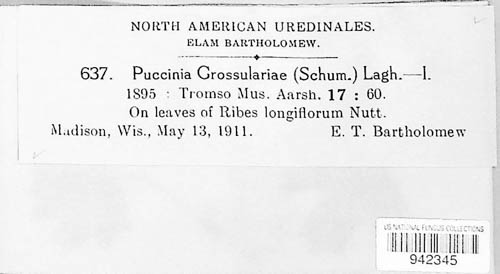 NORTH AMERICAN UREDINALES.
ELAM BARTHOLOMEW.
637. Puccinia Grossulariae (Schum.) Lagh.—I.
1895 : Tromso Mus. Aarsh. 17 : 60.
On leaves of Ribes longiflorum Nutt.
Madison, Wis., May 13, 1911. E. T. Bartholomew
US NATIONAL FUNGUS COLLECTIONS
942345